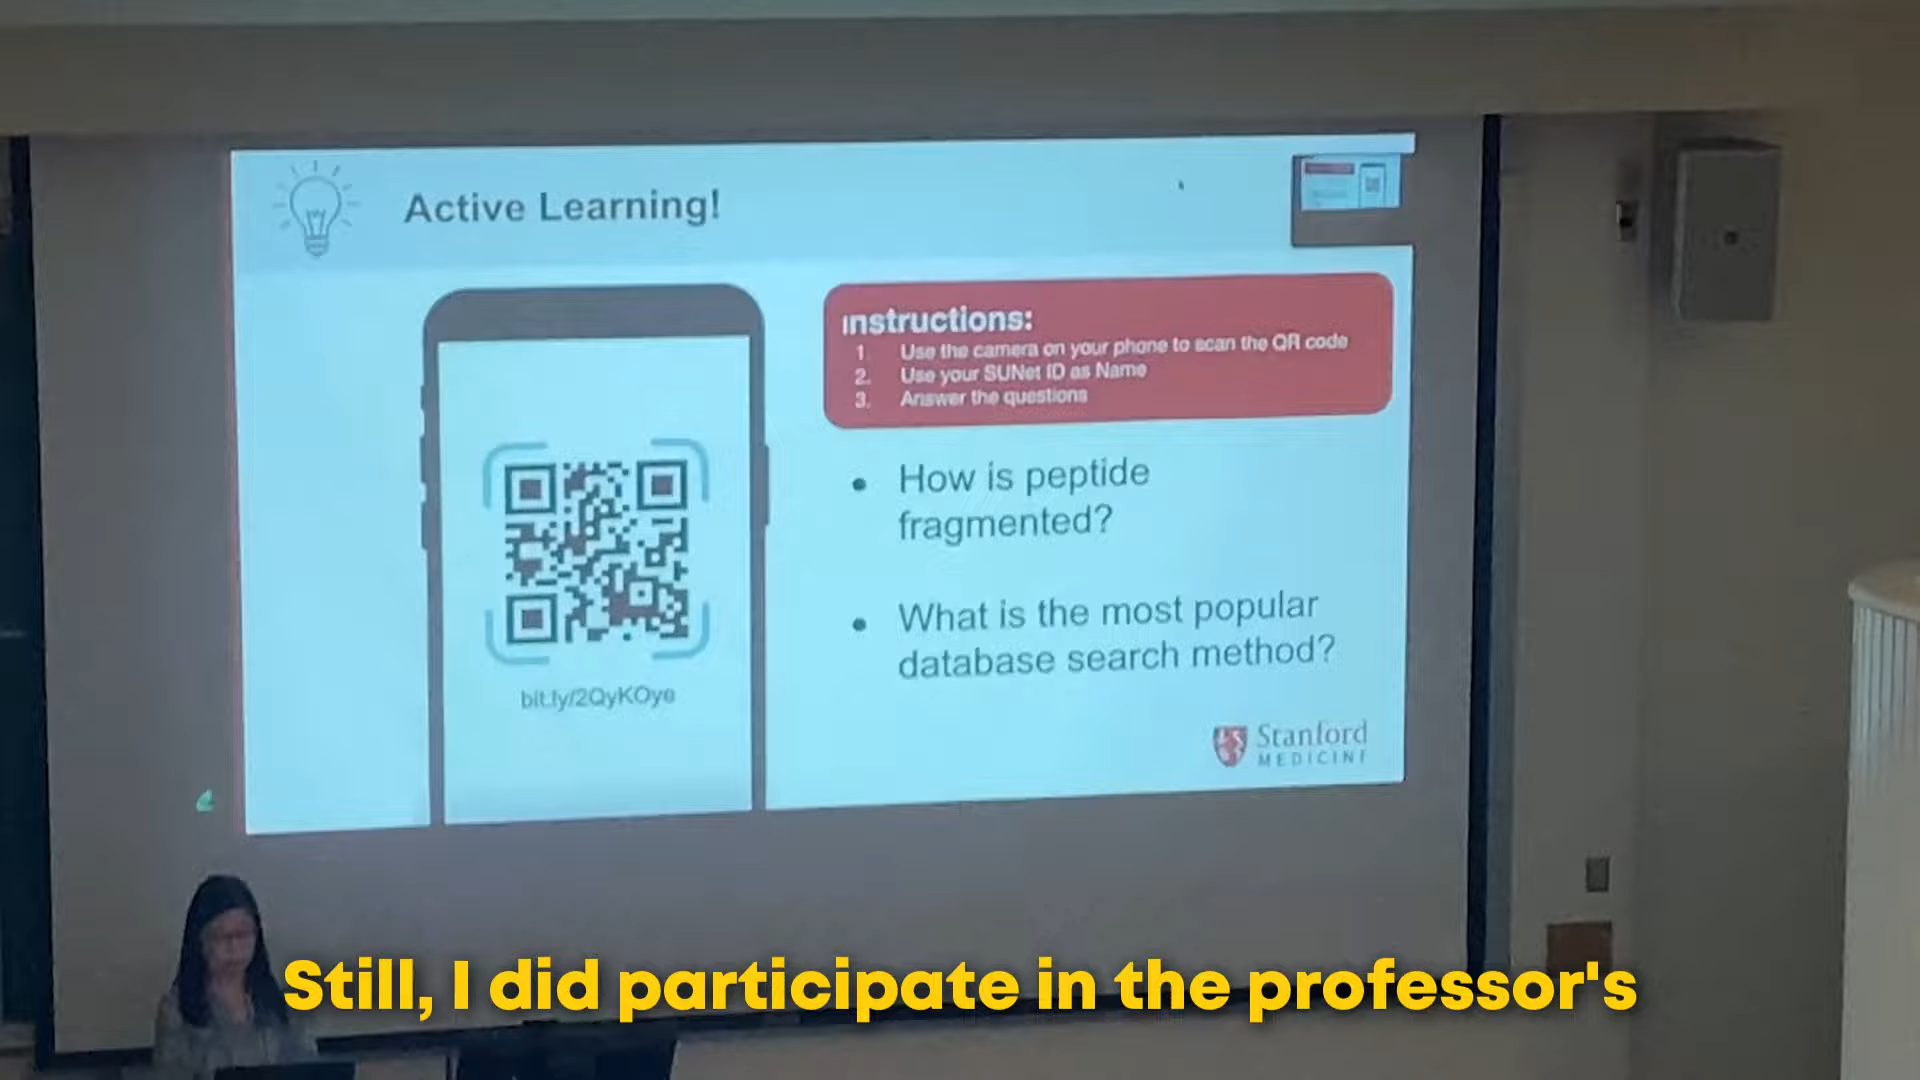 Active Learning!
Instructions:
1. Use the camera on your phone to scan the QR code
2. Use your SUNet ID as Name
3. Answer the questions
• How is peptide
fragmented?
• What is the most popular
database search method?
bit.ly/2QyKOye
Stanford
MEDICINE
Still, I did participate in the professor's